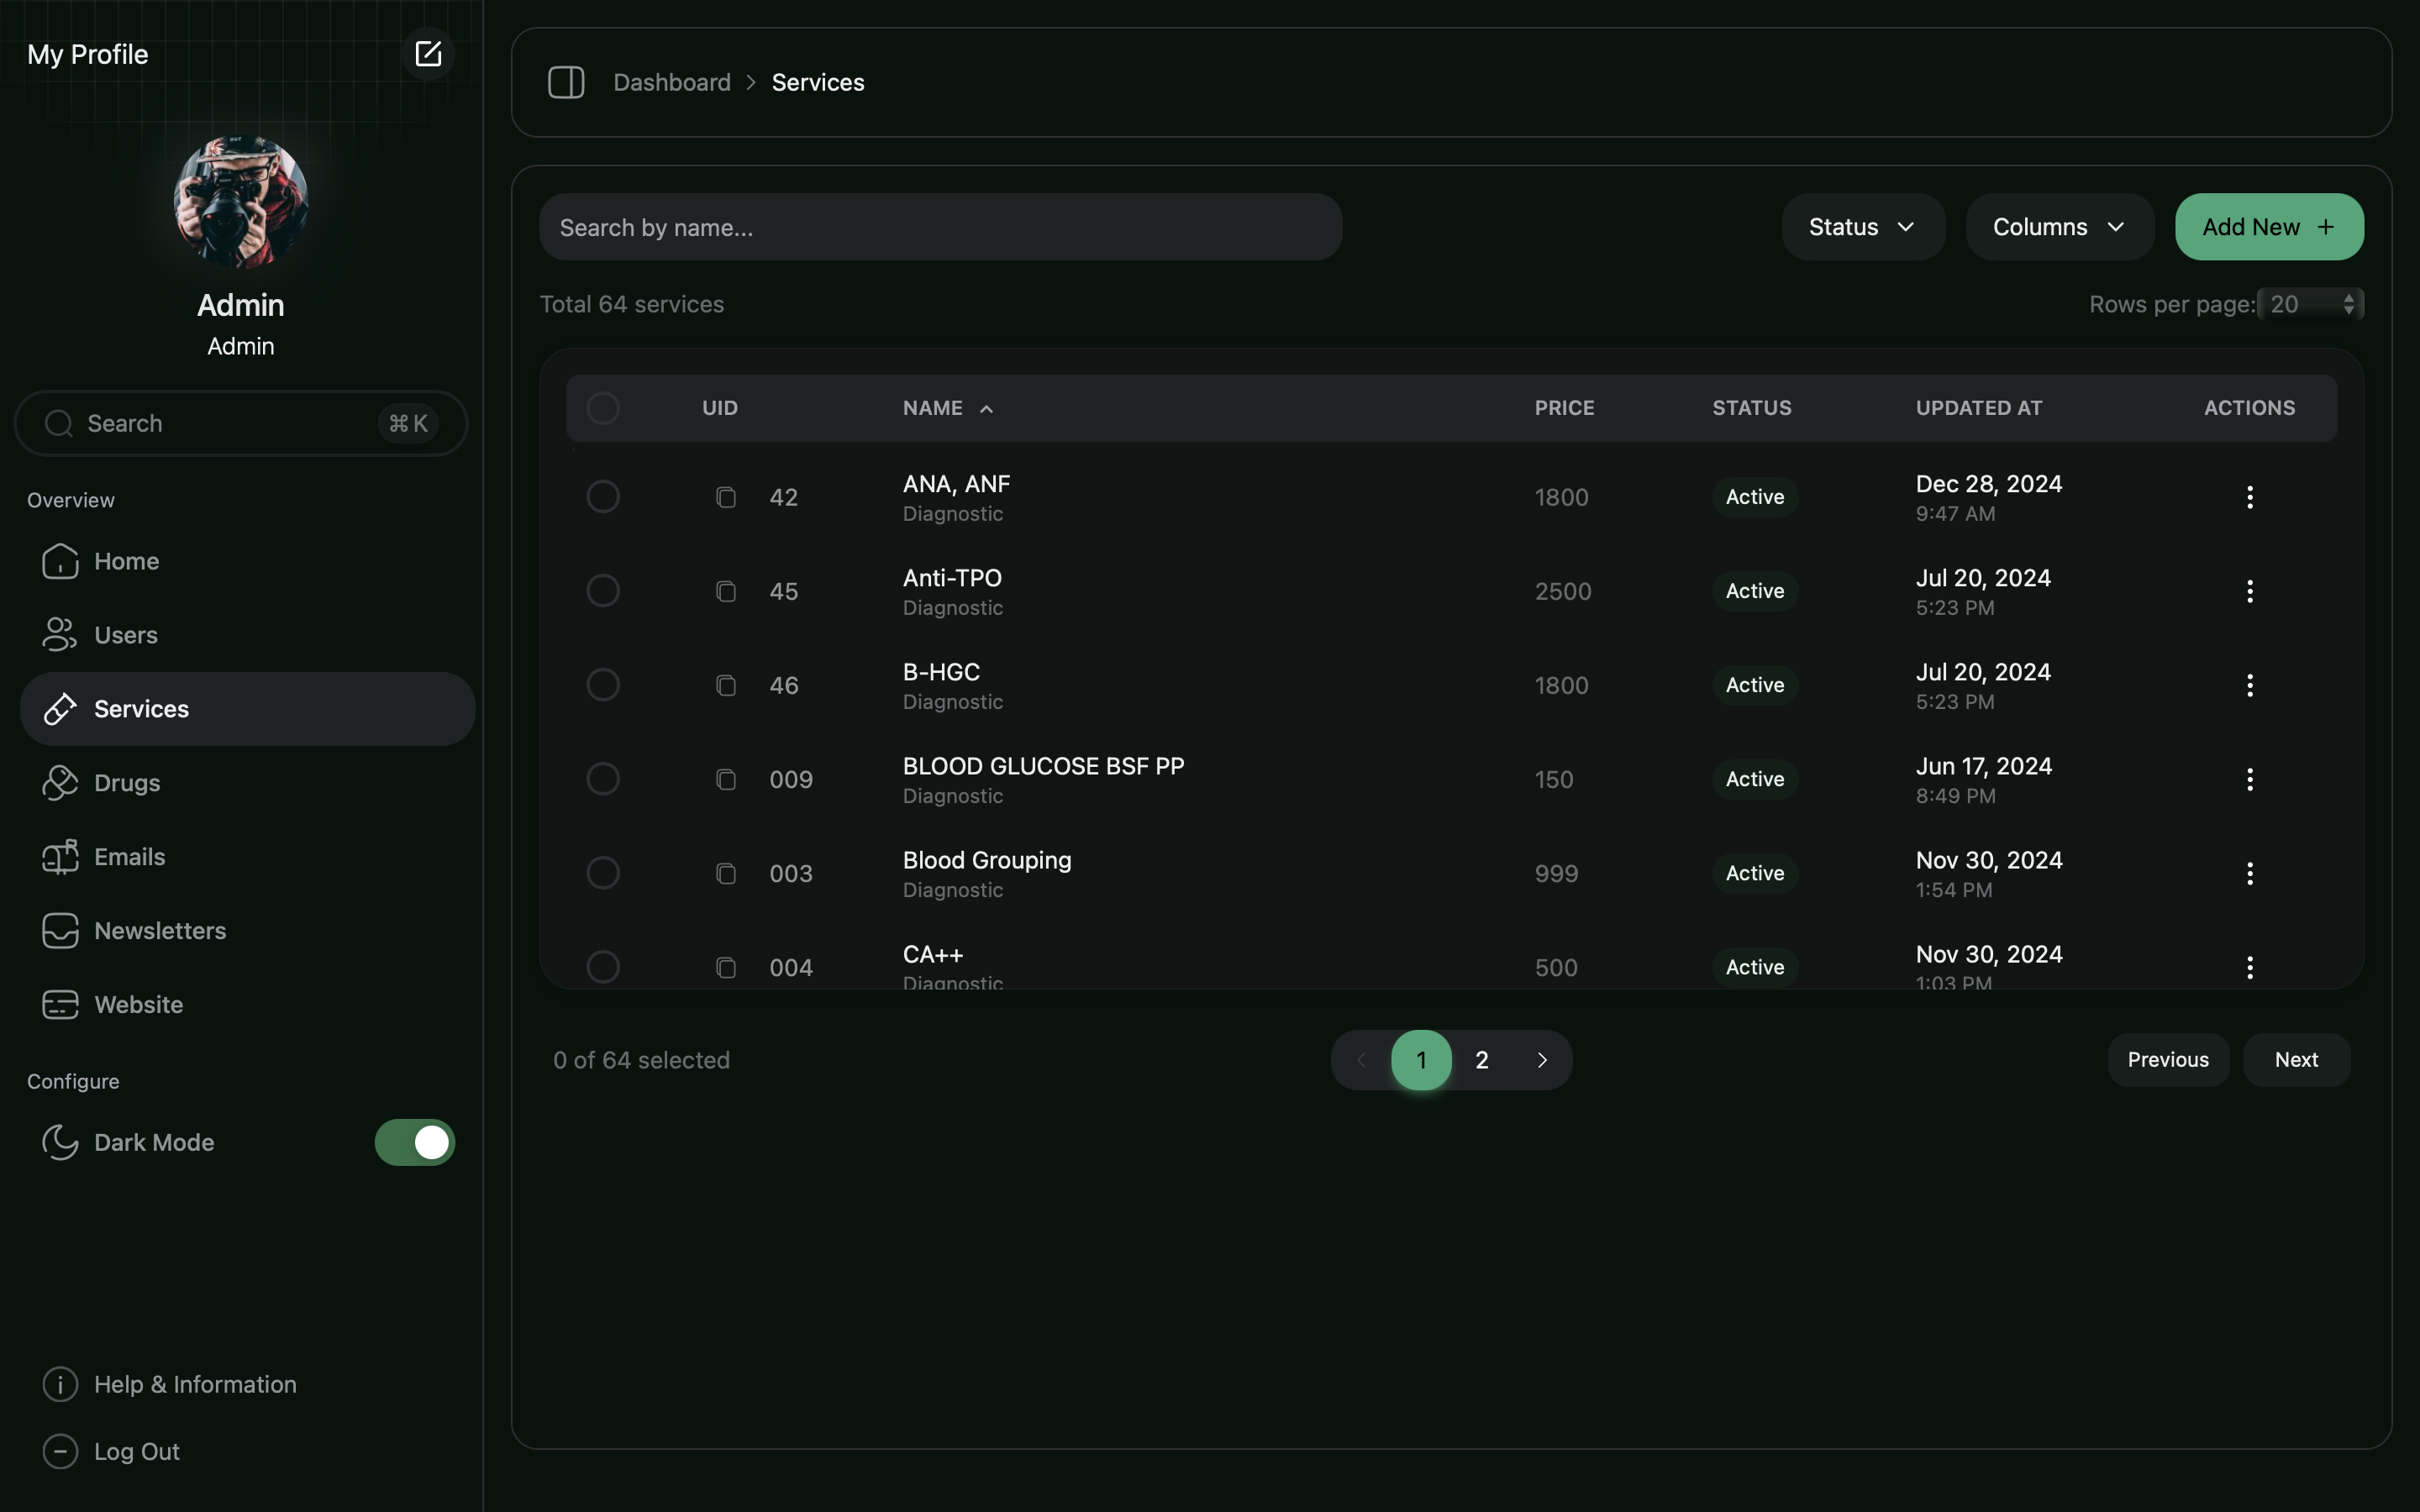 My Profile
Admin
Admin
Search ⌘ K
Overview
Home
Users
Services
Drugs
Emails
Newsletters
Website
Configure
Dark Mode
Help & Information
Log Out
Dashboard > Services
Search by name...
Status
Columns
Add New +
Total 64 services
Rows per page: 20
UID NAME PRICE STATUS UPDATED AT ACTIONS
42 ANA, ANF 1800 Active Dec 28, 2024
Diagnostic 9:47 AM
45 Anti-TPO 2500 Active Jul 20, 2024
Diagnostic 5:23 PM
46 B-HGC 1800 Active Jul 20, 2024
Diagnostic 5:23 PM
009 BLOOD GLUCOSE BSF PP 150 Active Jun 17, 2024
Diagnostic 8:49 PM
003 Blood Grouping 999 Active Nov 30, 2024
Diagnostic 1:54 PM
004 CA++ 500 Active Nov 30, 2024
Diagnostic 1:03 PM
0 of 64 selected
1 2
Previous
Next